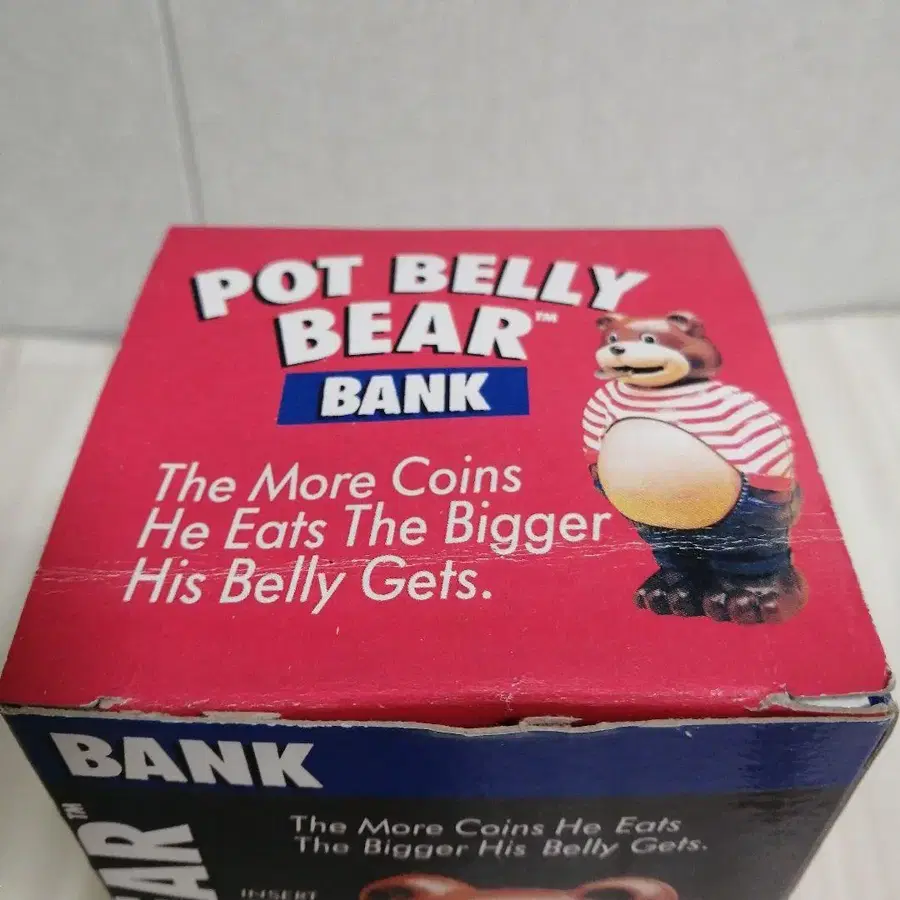 POT BELLY
BEAR™
BANK
The More Coins
He Eats The Bigger
His Belly Gets.
BANK
The More Coins He Eats
The Bigger His Belly Gets.
INSERT